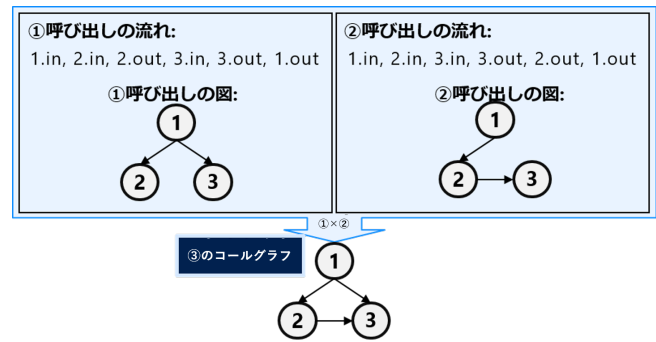 ①呼び出しの流れ:
1.in, 2.in, 2.out, 3.in, 3.out, 1.out
①呼び出しの図:
1
2
3
②呼び出しの流れ:
1.in, 2.in, 3.in, 3.out, 2.out, 1.out
②呼び出しの図:
1
2
3
①×②
③のコールグラフ
1
2
3